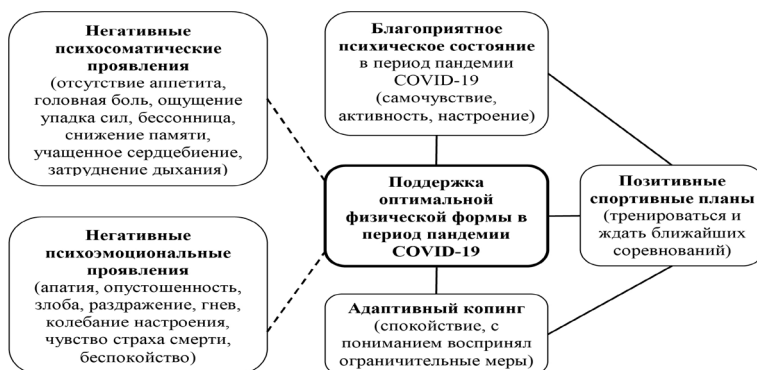 Негативные
психосоматические
проявления
(отсутствие аппетита,
головная боль, ощущение
упадка сил, бессонница,
снижение памяти,
учащенное сердцебиение,
затруднение дыхания)
Благоприятное
психическое состояние
в период пандемии
COVID-19
(самочувствие,
активность, настроение)
Поддержка
оптимальной
физической формы в
период пандемии
COVID-19
Позитивные
спортивные планы
(тренироваться и
ждать ближайших
соревнований)
Негативные
психоэмоциональные
проявления
(апатия, опустошенность,
злоба, раздражение, гнев,
колебание настроения,
чувство страха смерти,
беспокойство)
Адаптивный копинг
(спокойствие, с
пониманием воспринял
ограничительные меры)